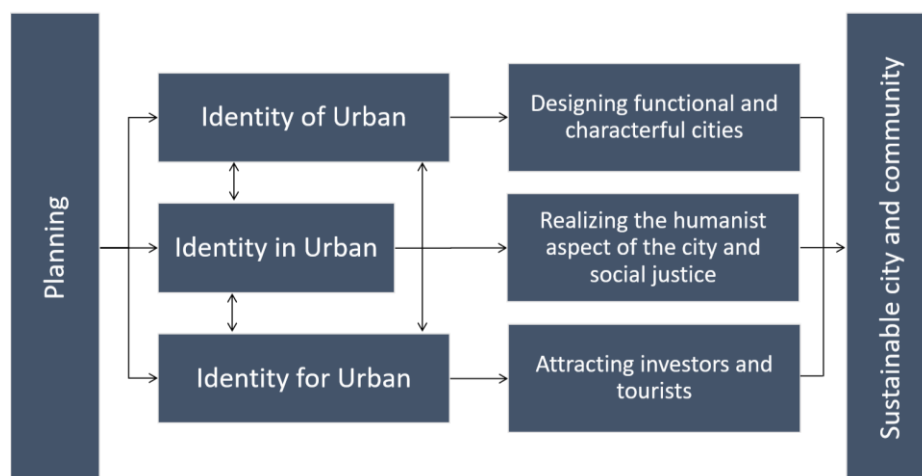 Planning
Identity of Urban
Designing functional and
characterful cities
Identity in Urban
Realizing the humanist
aspect of the city and
social justice
Identity for Urban
Attracting investors and
tourists
Sustainable city and community